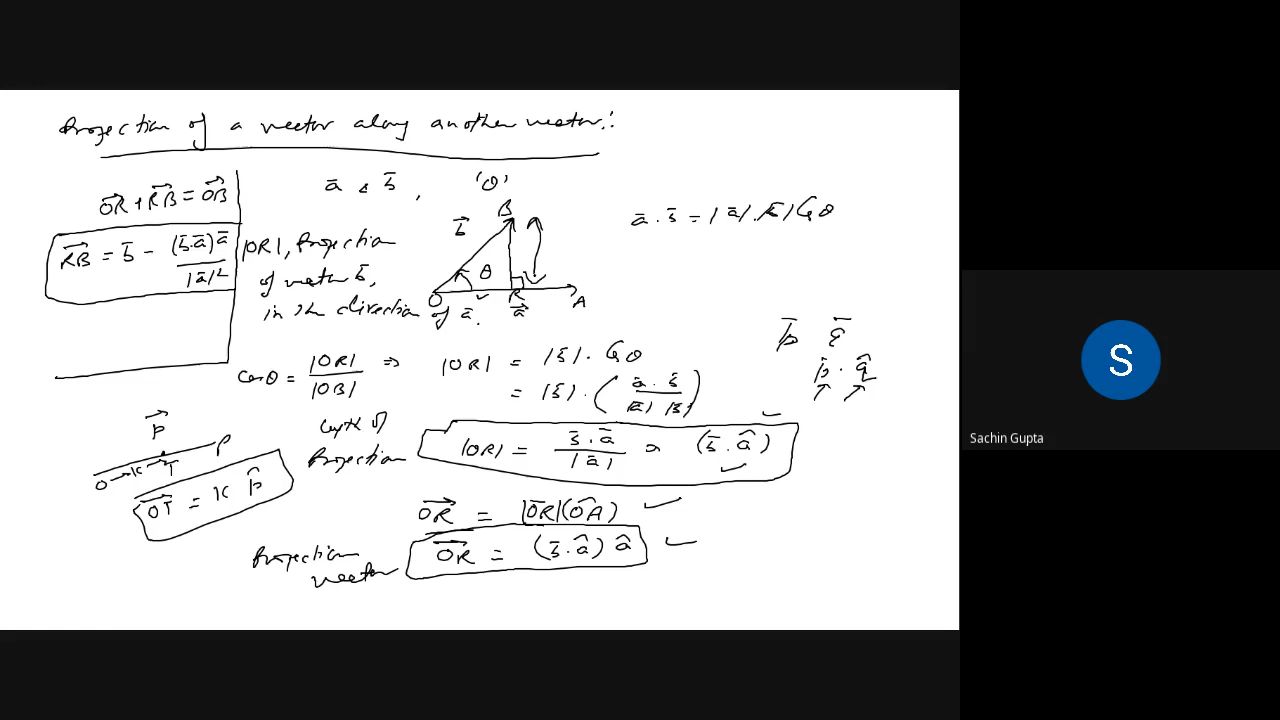 Projection of a vector along another vector:
OR + RB = OB
RB = b̄ - (b̄.ā)ā / |ā|²
ā & b̄, 'θ'
|OR|, Projection
of vector b̄,
in the direction
of ā.
b̄
B
θ
O
R
ā
A
ā . b̄ = |ā|.|b̄| Cosθ
p̄ q̄
p̄ . q̂
Cosθ = |OR| / |OB| ⇒ |OR| = |b̄| . Cosθ
= |b̄| . ( ā . b̄ / |ā| |b̄| )
length of
Projection
|OR| = b̄ . ā / |ā| or (b̄ . â)
p̄
O K T P
OT = K p̂
OR = |OR|(OA)
Projection
vector
OR = (b̄ . â) â
S
Sachin Gupta